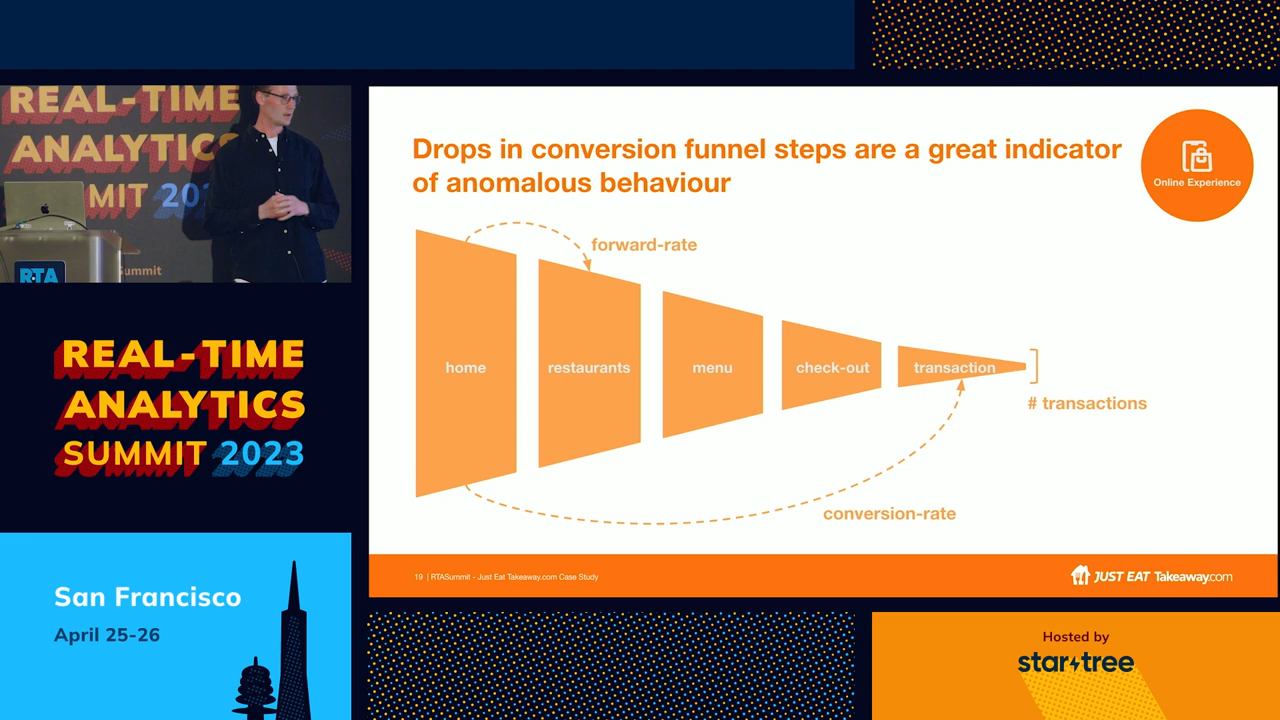 REAL-TIME
ANALYTICS
MIT 20
Summit
RTA
REAL-TIME
ANALYTICS
SUMMIT 2023
San Francisco
April 25-26
Drops in conversion funnel steps are a great indicator
of anomalous behaviour
Online Experience
forward-rate
home
restaurants
menu
check-out
transaction
# transactions
conversion-rate
19 | RTASummit - Just Eat Takeaway.com Case Study
JUST EAT Takeaway.com
Hosted by
startree